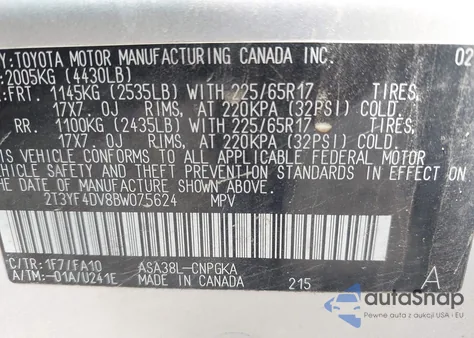 Y:TOYOTA MOTOR MANUFACTURING CANADA INC. 02
:2005KG (4430LB)
:FRT. 1145KG (2535LB) WITH 225/65R17 TIRES,
17X7.0J RIMS, AT 220KPA (32PSI) COLD.
RR. 1100KG (2435LB) WITH 225/65R17 TIRES,
17X7.0J RIMS, AT 220KPA (32PSI) COLD.
IS VEHICLE CONFORMS TO ALL APPLICABLE FEDERAL MOTOR
VEHICLE SAFETY AND THEFT PREVENTION STANDARDS IN EFFECT ON
THE DATE OF MANUFACTURE SHOWN ABOVE.
2T3YF4DV8BW075624 MPV
C/TR:1F7/FA10 ASA38L-CNPGKA
A/TM:-01A/U241E MADE IN CANADA 215 A
autoSnap
Pewne auta z USA i EU